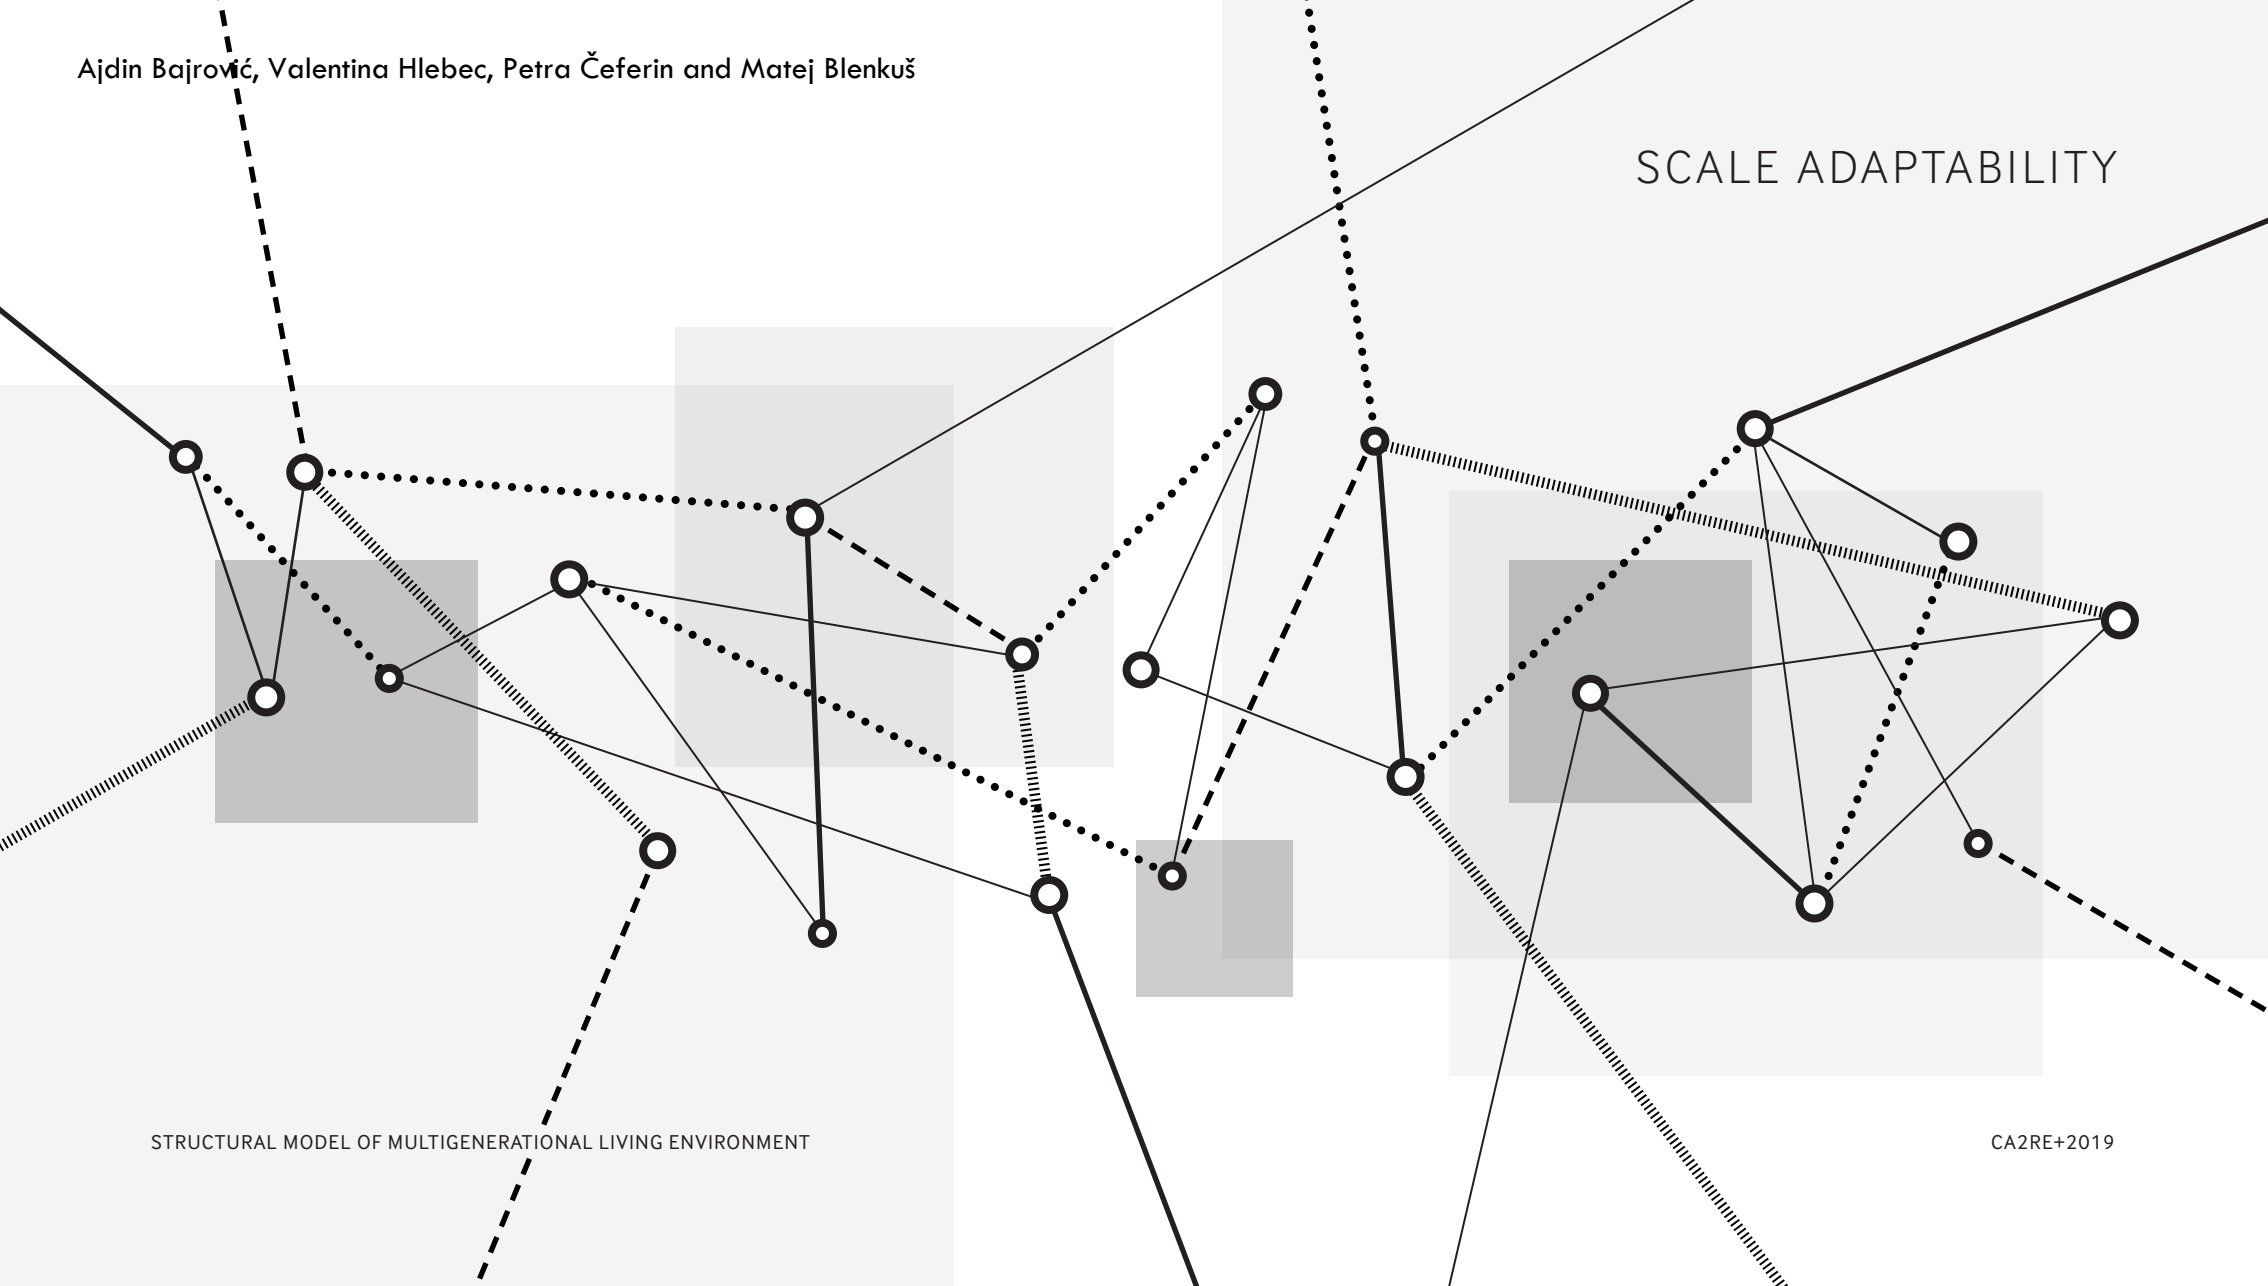 Ajdin Bajrović, Valentina Hlebec, Petra Čeferin and Matej Blenkuš
SCALE ADAPTABILITY
STRUCTURAL MODEL OF MULTIGENERATIONAL LIVING ENVIRONMENT
CA2RE+2019